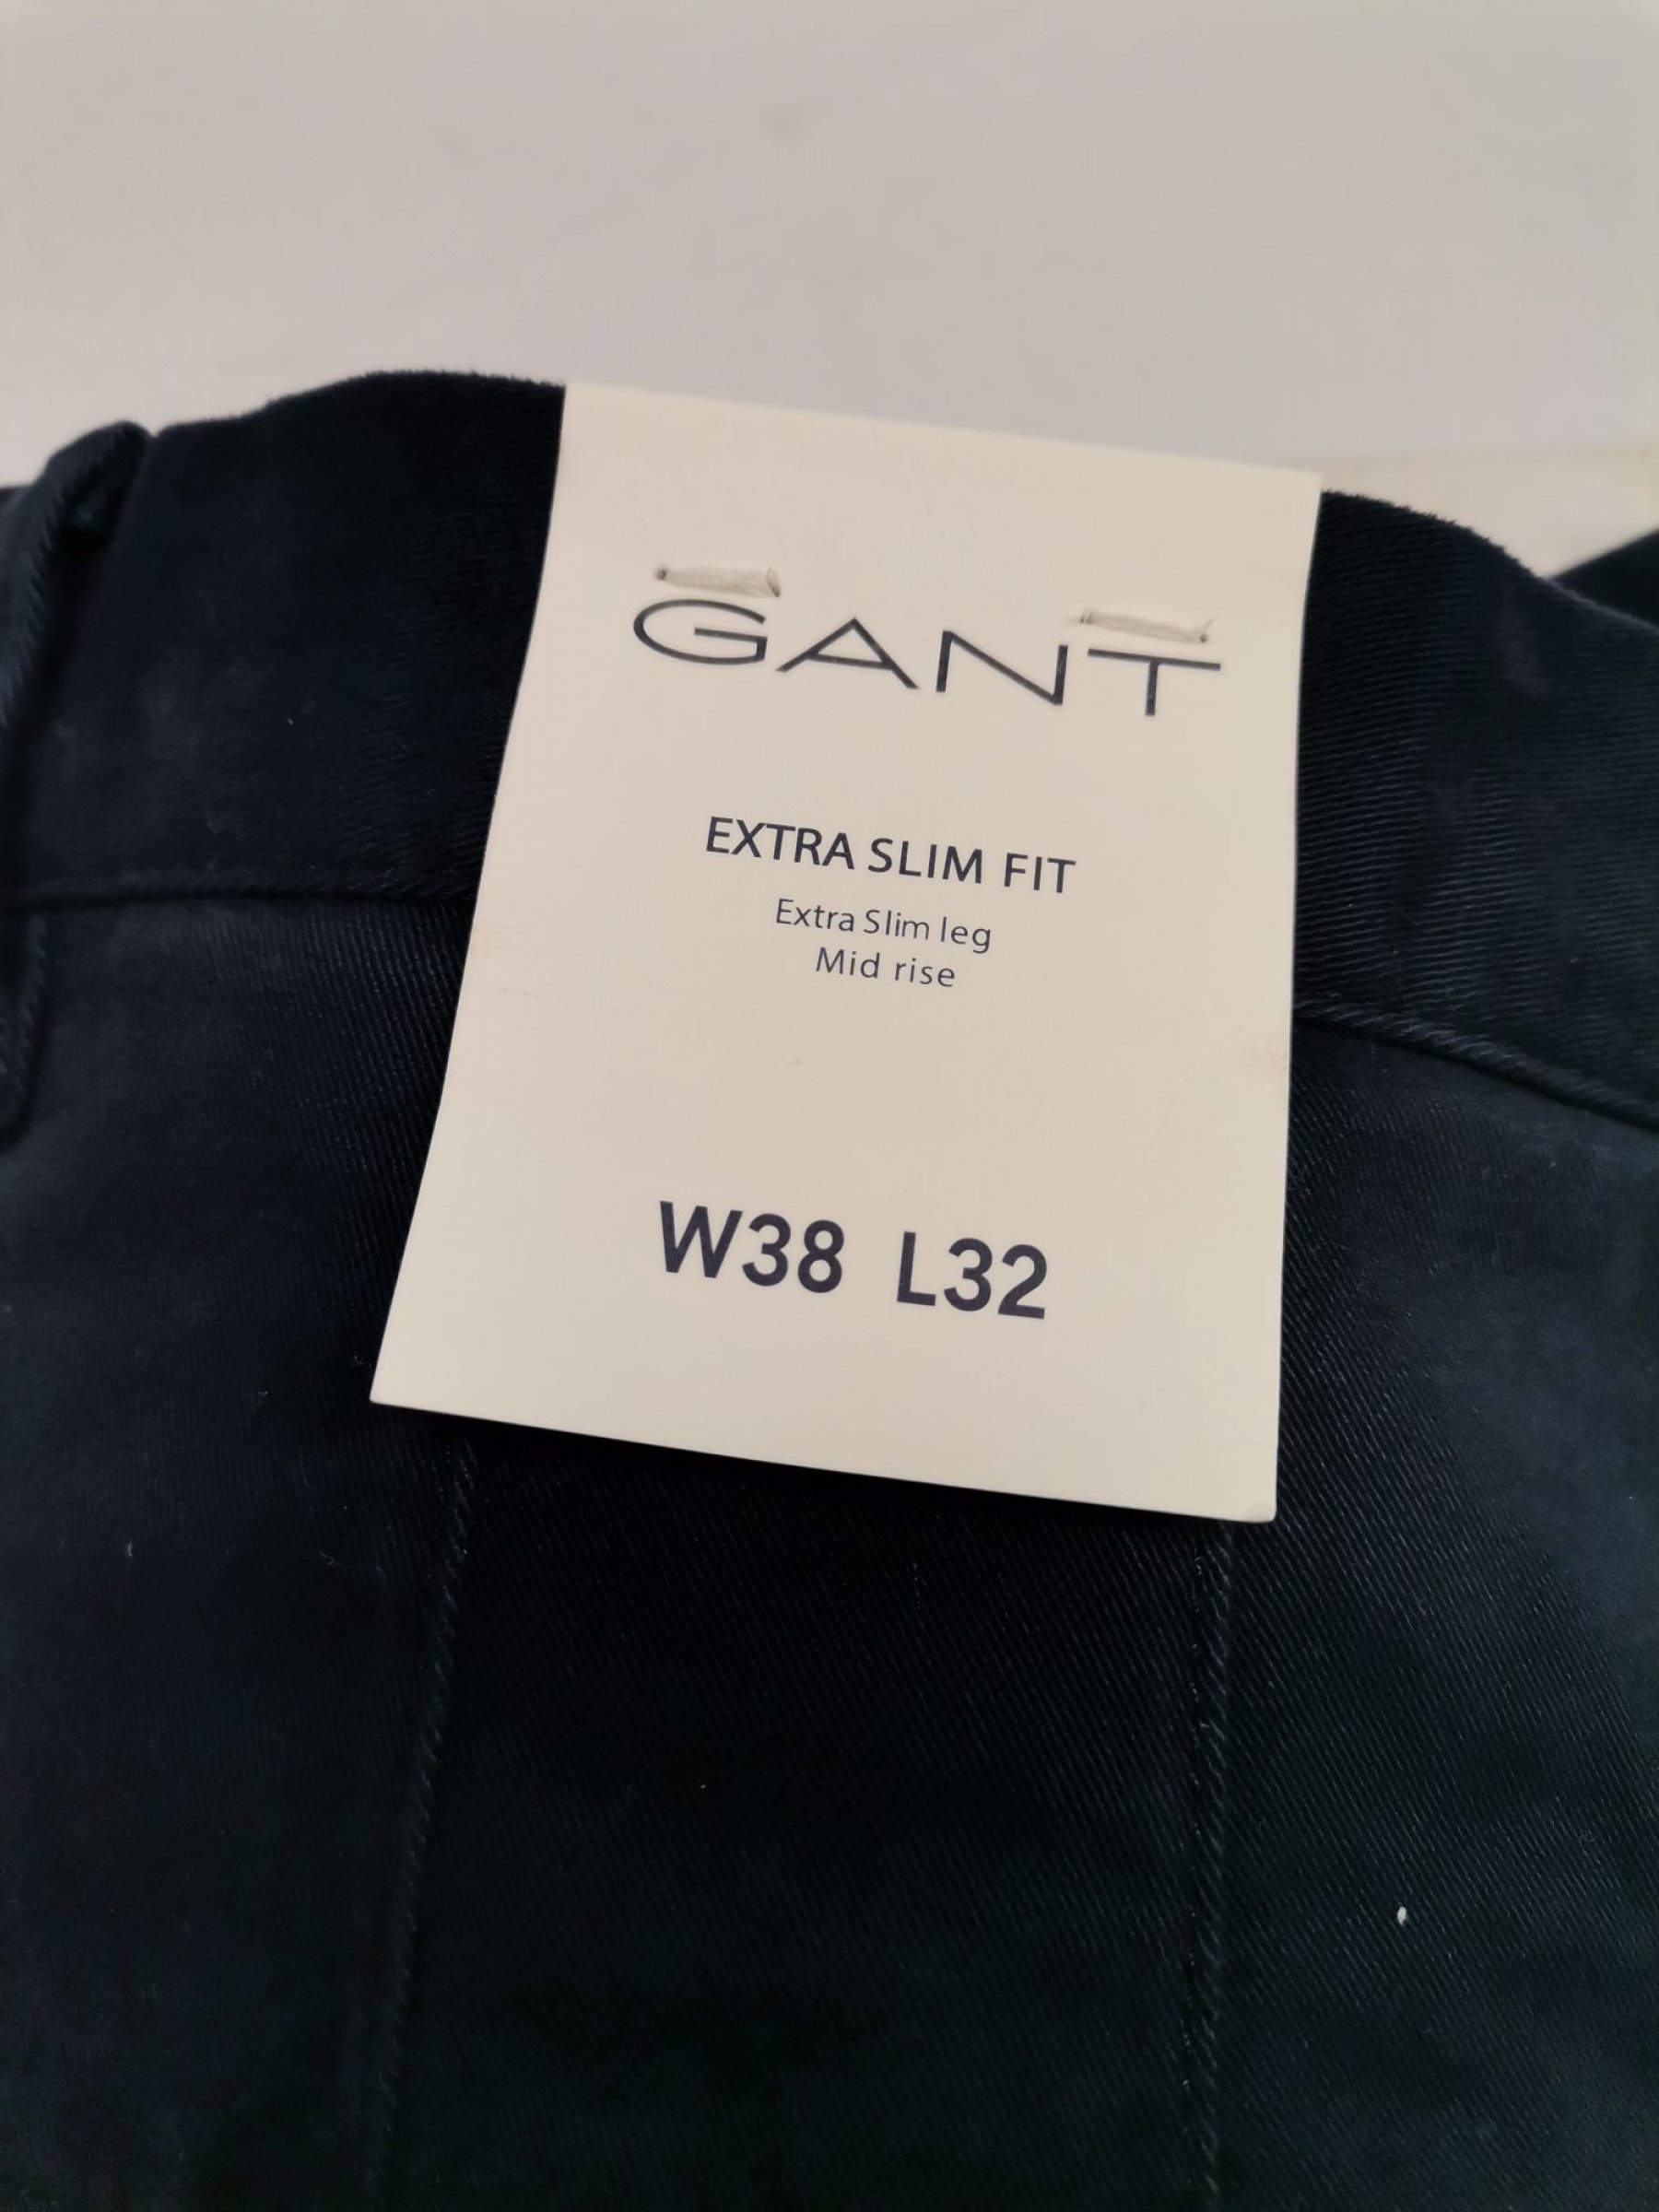 GANT
EXTRA SLIM FIT
Extra Slim leg
Mid rise
W38 L32